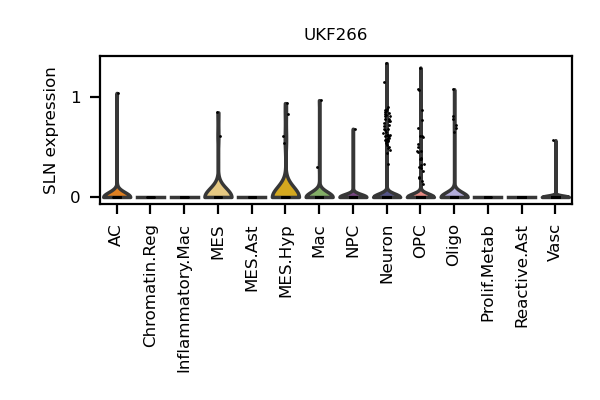 UKF266
SLN expression
1
0
AC
Chromatin.Reg
Inflammatory.Mac
MES
MES.Ast
MES.Hyp
Mac
NPC
Neuron
OPC
Oligo
Prolif.Metab
Reactive.Ast
Vasc